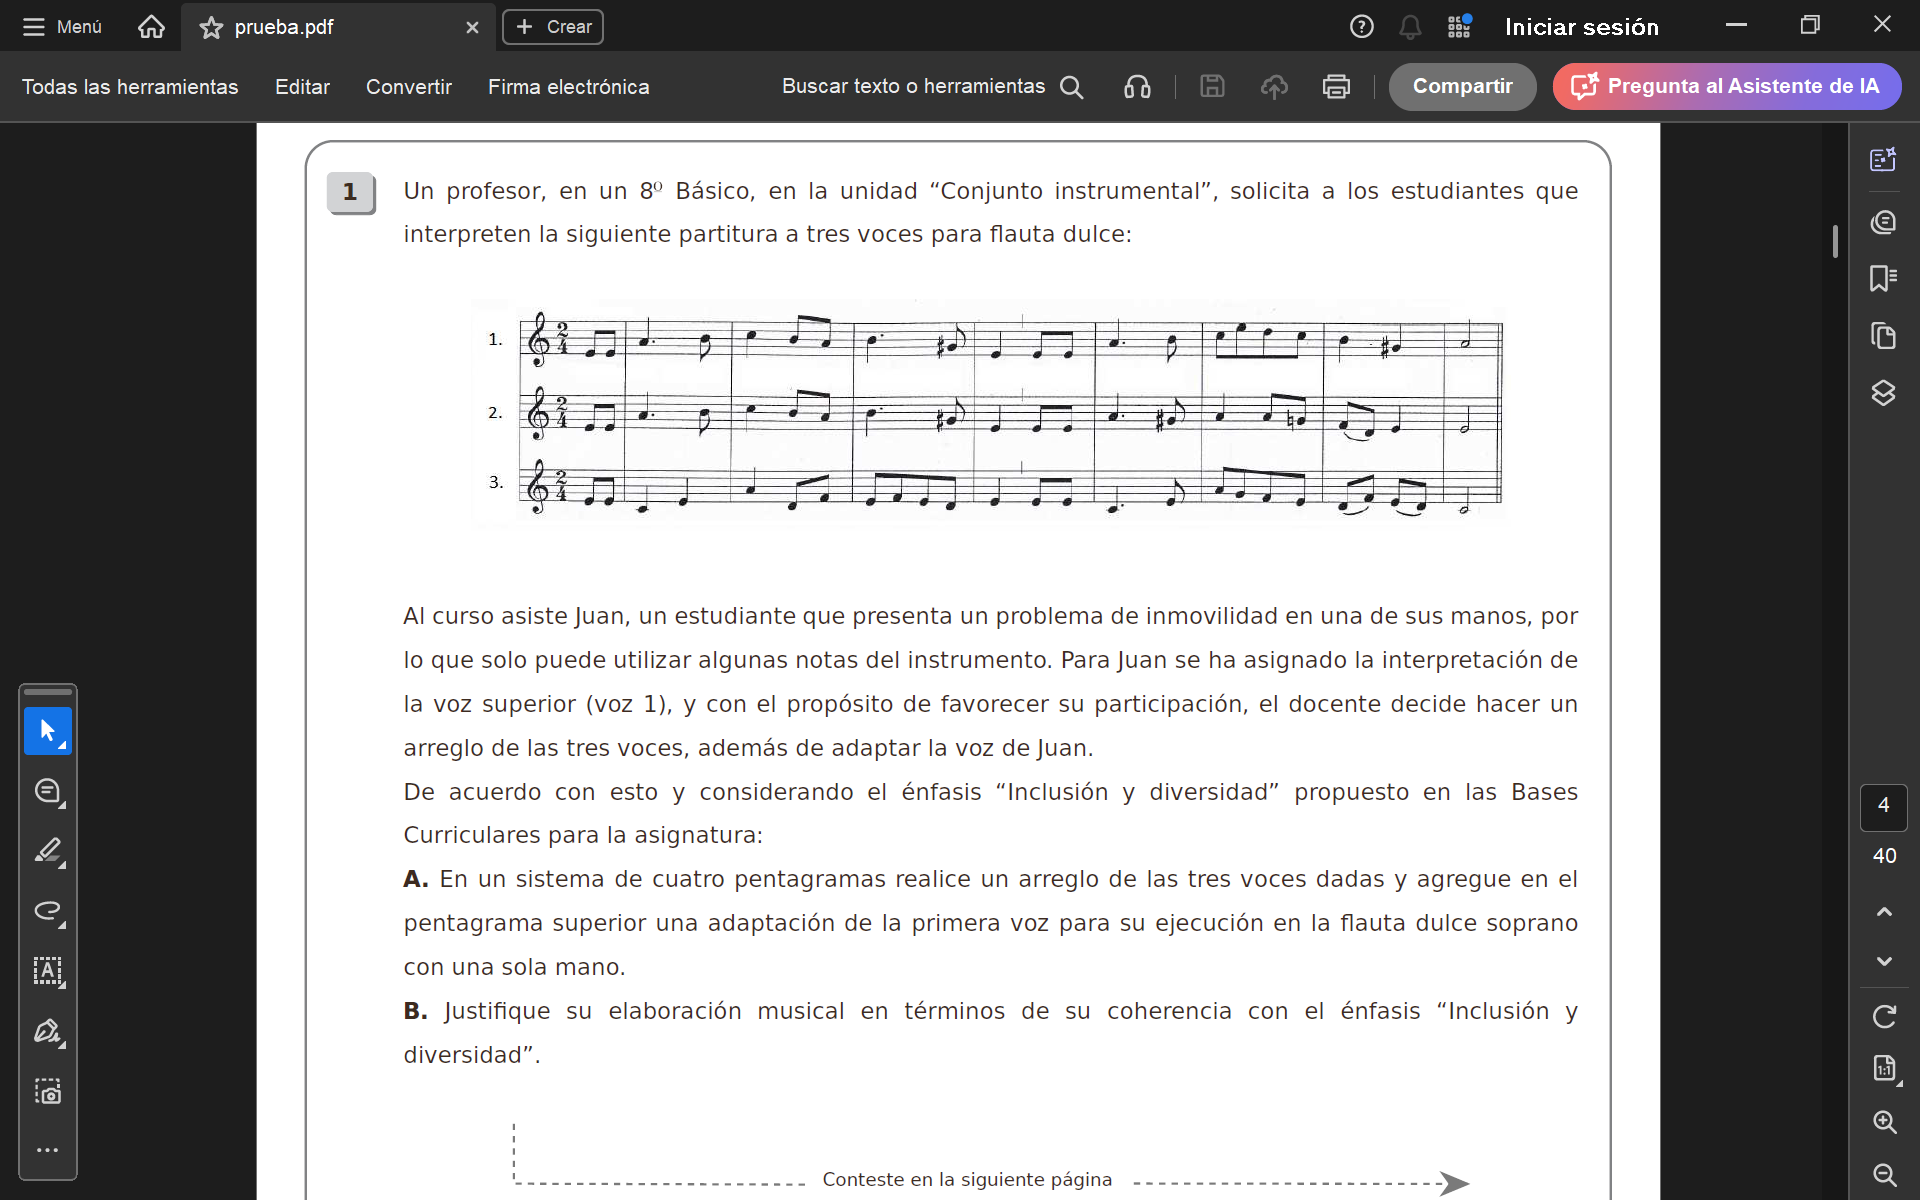 Menú
prueba.pdf
Crear
Iniciar sesión
Todas las herramientas
Editar
Convertir
Firma electrónica
Buscar texto o herramientas
Compartir
Pregunta al Asistente de IA
1
Un profesor, en un 8º Básico, en la unidad “Conjunto instrumental”, solicita a los estudiantes que
interpreten la siguiente partitura a tres voces para flauta dulce:
1.
2.
3.
Al curso asiste Juan, un estudiante que presenta un problema de inmovilidad en una de sus manos, por
lo que solo puede utilizar algunas notas del instrumento. Para Juan se ha asignado la interpretación de
la voz superior (voz 1), y con el propósito de favorecer su participación, el docente decide hacer un
arreglo de las tres voces, además de adaptar la voz de Juan.
De acuerdo con esto y considerando el énfasis “Inclusión y diversidad” propuesto en las Bases
Curriculares para la asignatura:
A. En un sistema de cuatro pentagramas realice un arreglo de las tres voces dadas y agregue en el
pentagrama superior una adaptación de la primera voz para su ejecución en la flauta dulce soprano
con una sola mano.
B. Justifique su elaboración musical en términos de su coherencia con el énfasis “Inclusión y
diversidad”.
Conteste en la siguiente página
4
40
1:1